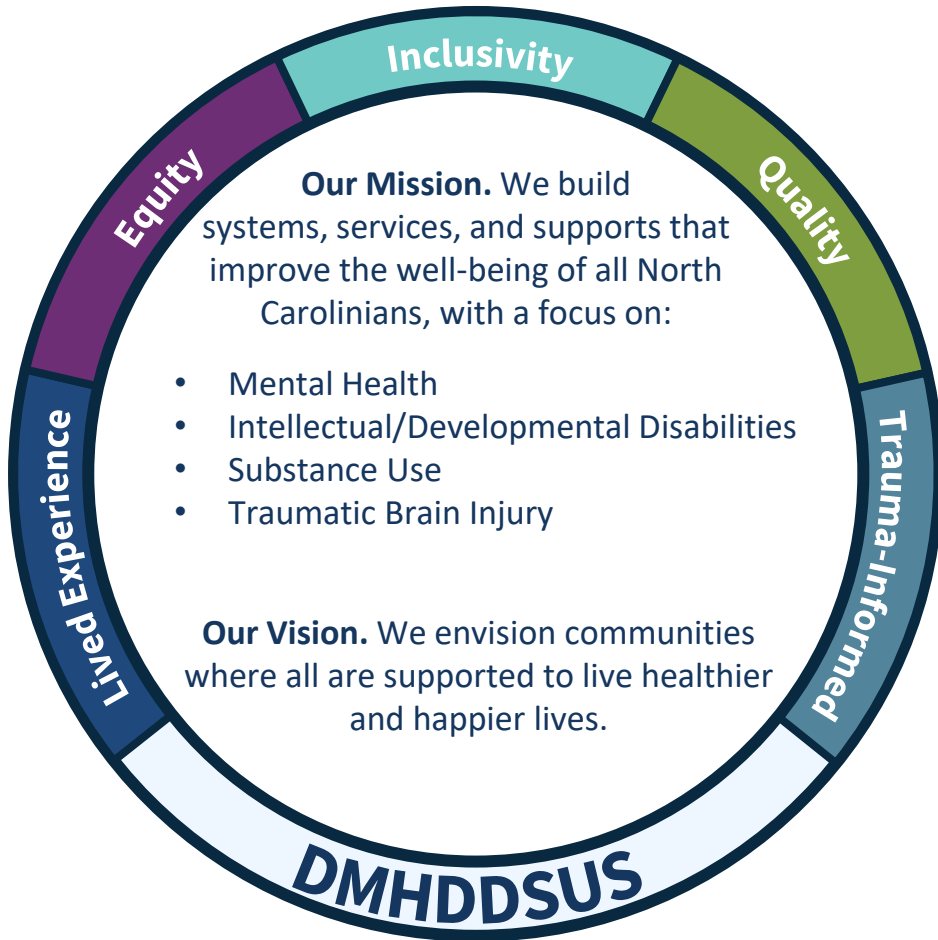 Inclusivity
Equity
Quality
Our Mission. We build
systems, services, and supports that
improve the well-being of all North
Carolinians, with a focus on:
• Mental Health
• Intellectual/Developmental Disabilities
• Substance Use
• Traumatic Brain Injury
Lived Experience
Trauma-Informed
Our Vision. We envision communities
where all are supported to live healthier
and happier lives.
DMHDDSUS